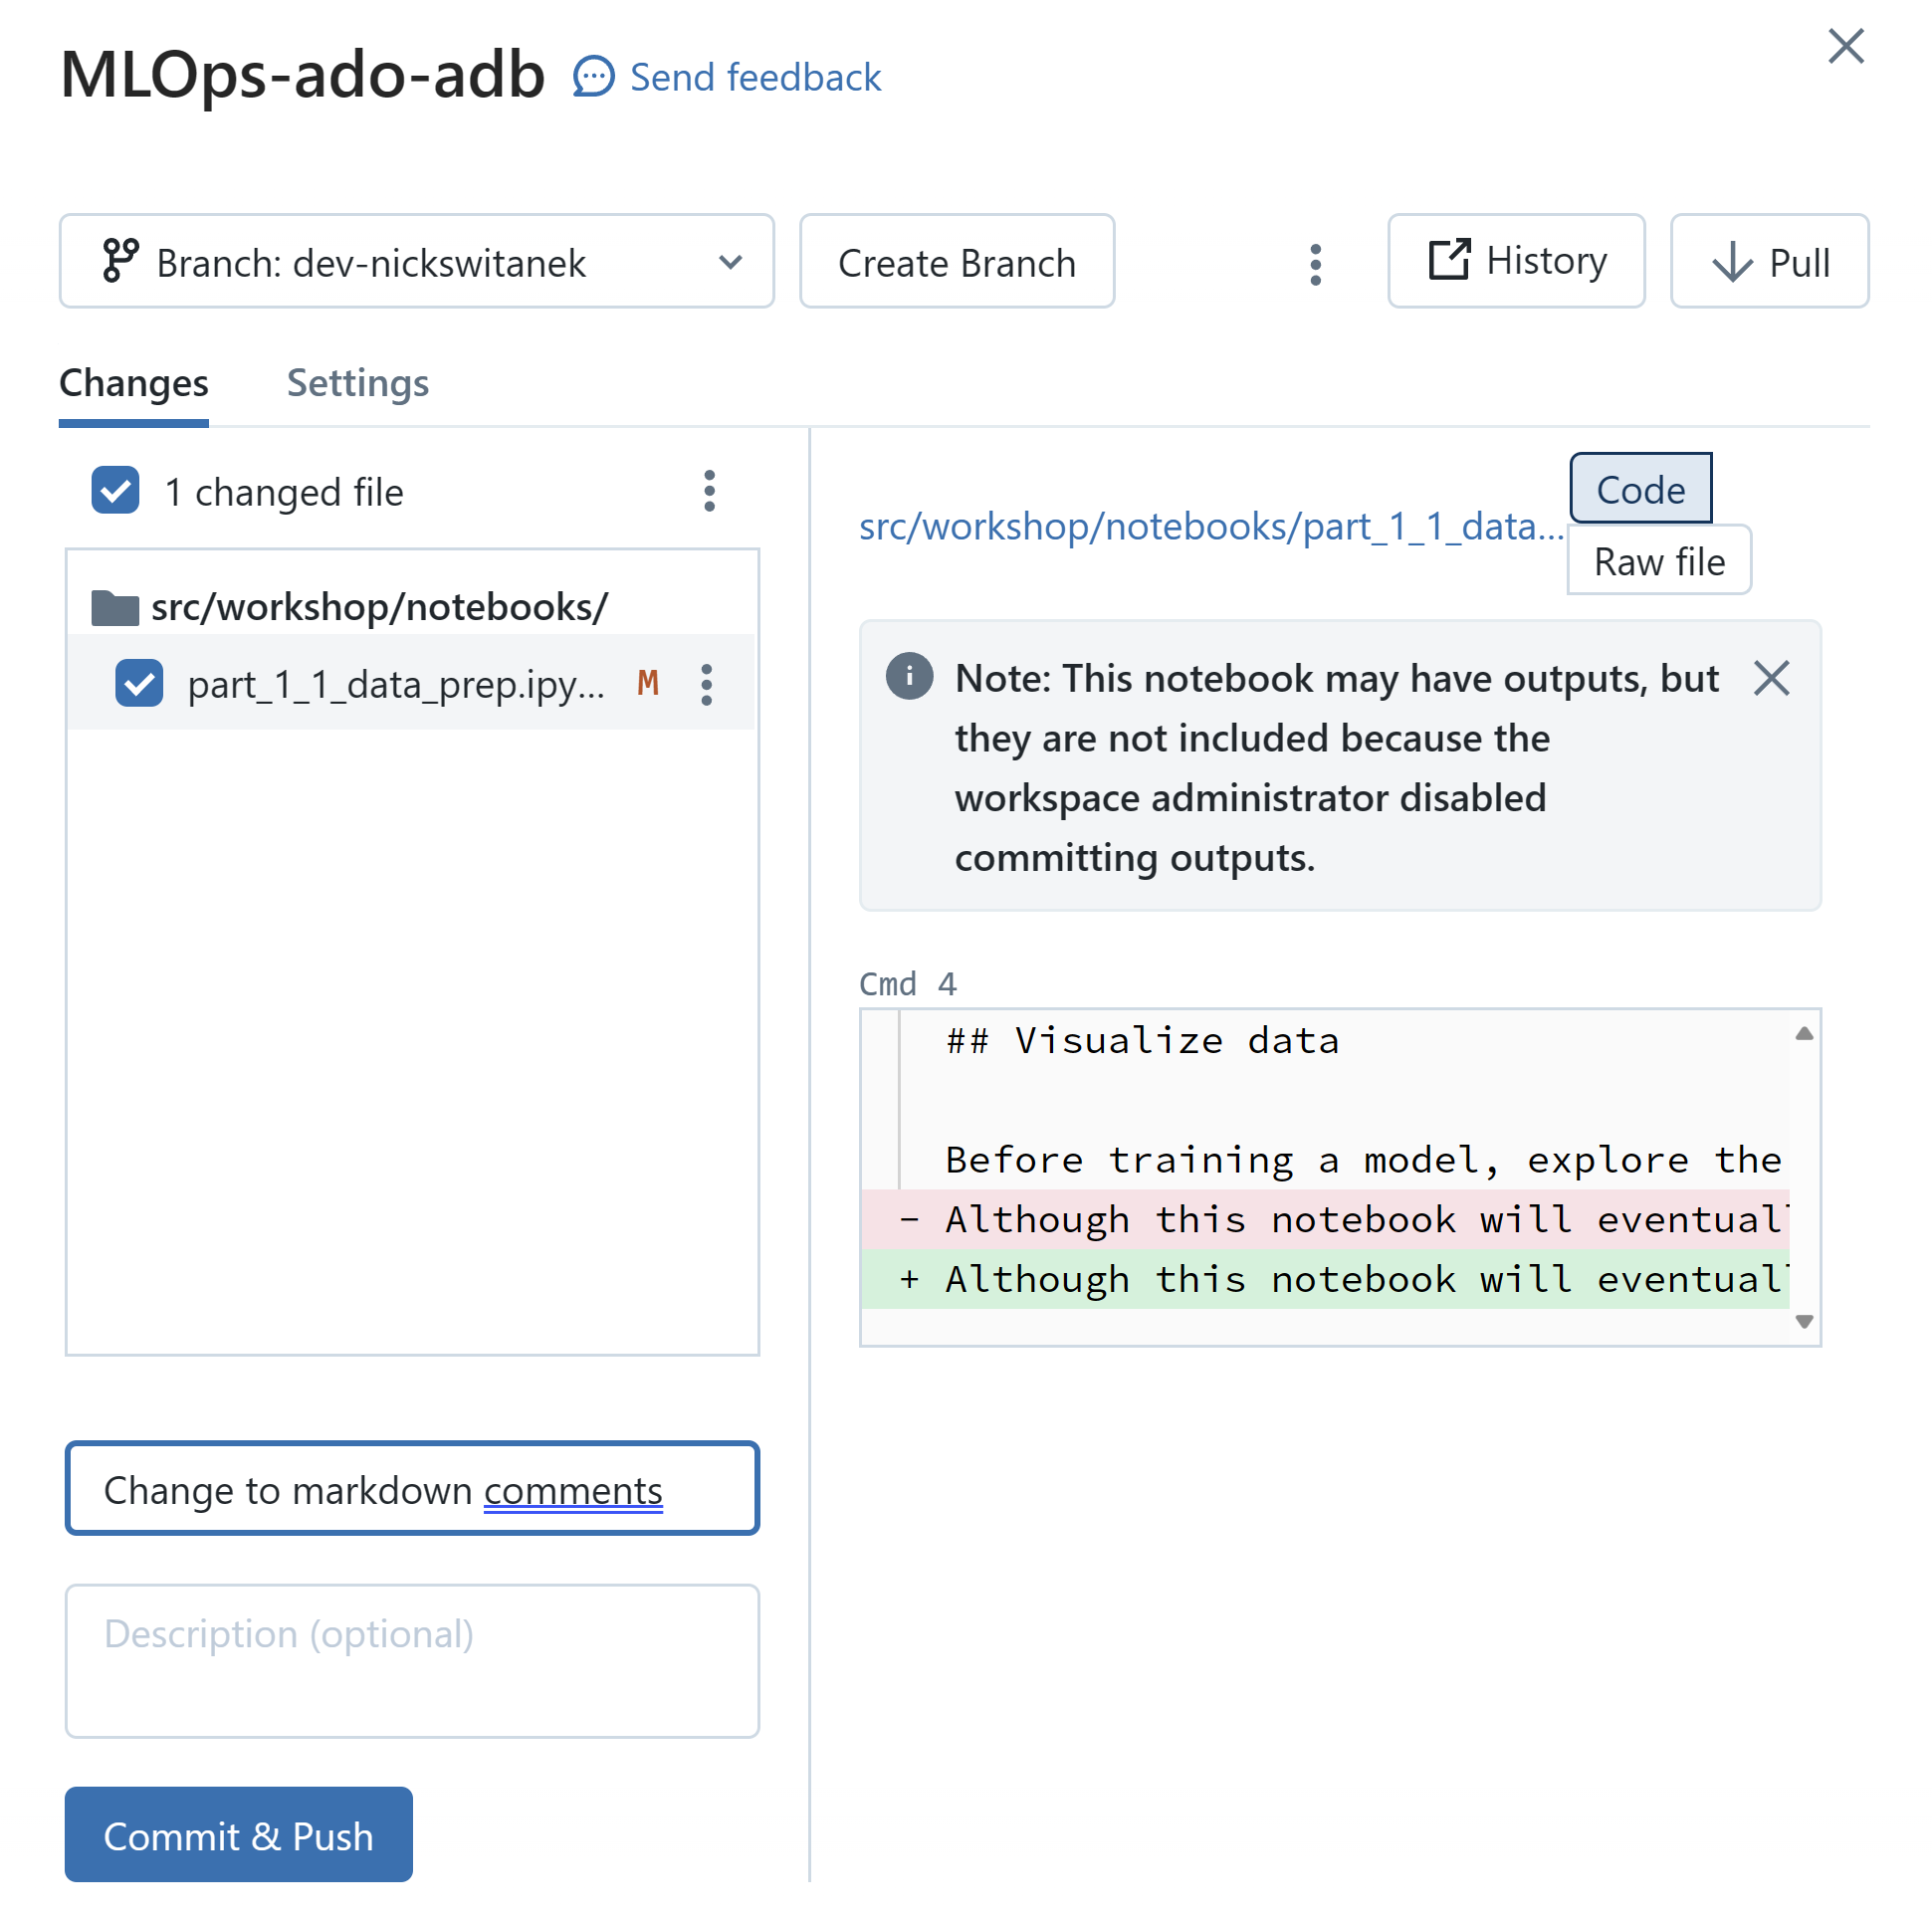 MLOps-ado-adb
Send feedback
Branch: dev-nickswitanek
Create Branch
History
Pull
Changes
Settings
1 changed file
src/workshop/notebooks/
part_1_1_data_prep.ipy...
M
Change to markdown comments
Description (optional)
Commit & Push
src/workshop/notebooks/part_1_1_data...
Code
Raw file
Note: This notebook may have outputs, but
they are not included because the
workspace administrator disabled
committing outputs.
Cmd 4
## Visualize data
Before training a model, explore the
- Although this notebook will eventuall
+ Although this notebook will eventuall